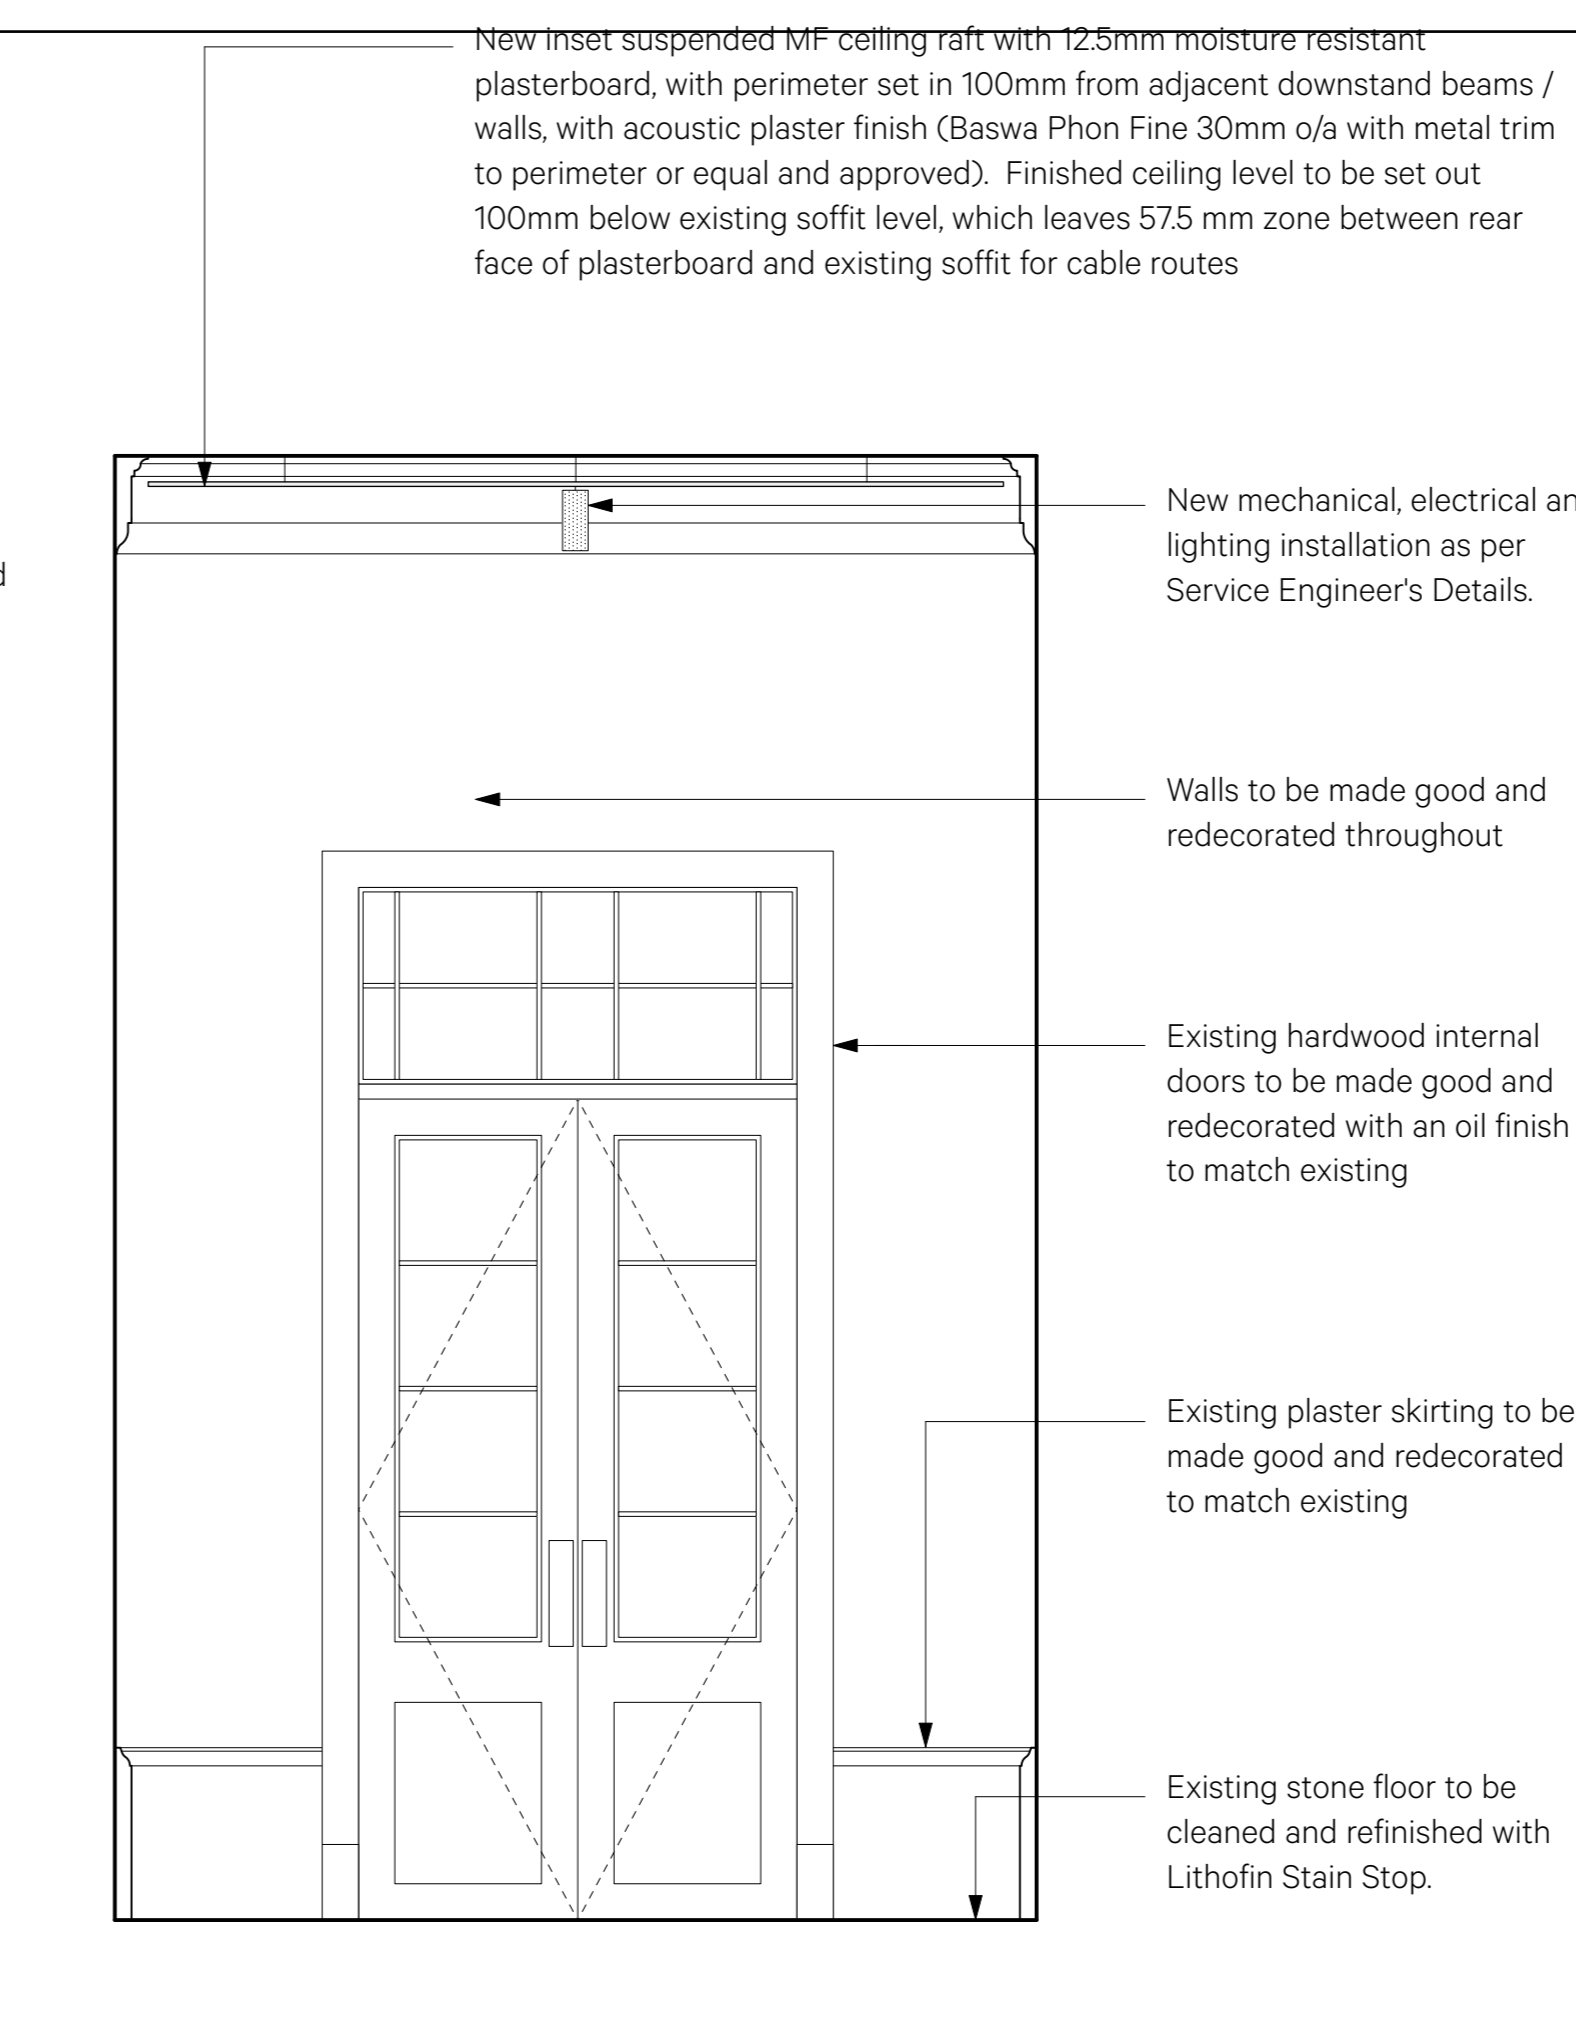 New inset suspended MF ceiling raft with 12.5mm moisture resistant
plasterboard, with perimeter set in 100mm from adjacent downstand beams /
walls, with acoustic plaster finish (Baswa Phon Fine 30mm o/a with metal trim
to perimeter or equal and approved).  Finished ceiling level to be set out
100mm below existing soffit level, which leaves 57.5 mm zone between rear
face of plasterboard and existing soffit for cable routes
New mechanical, electrical an
lighting installation as per
Service Engineer's Details.
d
Walls to be made good and
redecorated throughout
Existing hardwood internal
doors to be made good and
redecorated with an oil finish
to match existing
Existing plaster skirting to be
made good and redecorated
to match existing
Existing stone floor to be
cleaned and refinished with
Lithofin Stain Stop.